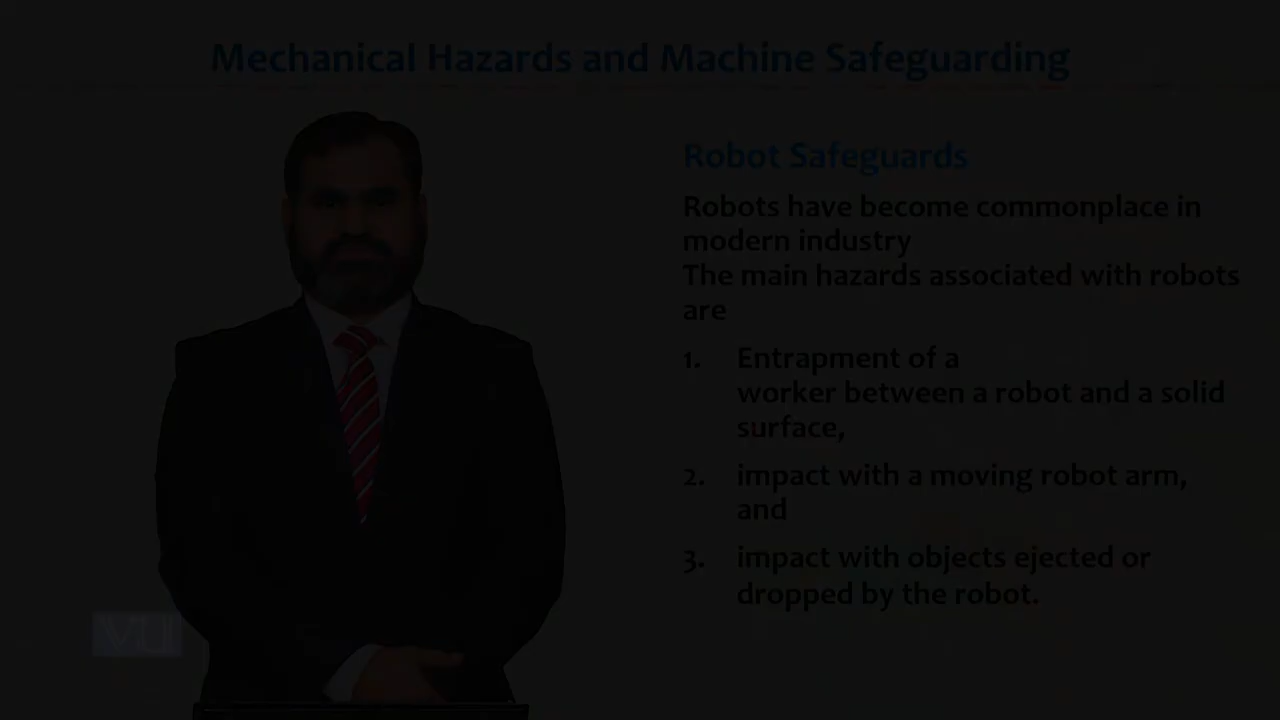 Mechanical Hazards and Machine Safeguarding
Robot Safeguards
Robots have become commonplace in
modern industry
The main hazards associated with robots
are
1. Entrapment of a
worker between a robot and a solid
surface,
2. impact with a moving robot arm,
and
3. impact with objects ejected or
dropped by the robot.
VU